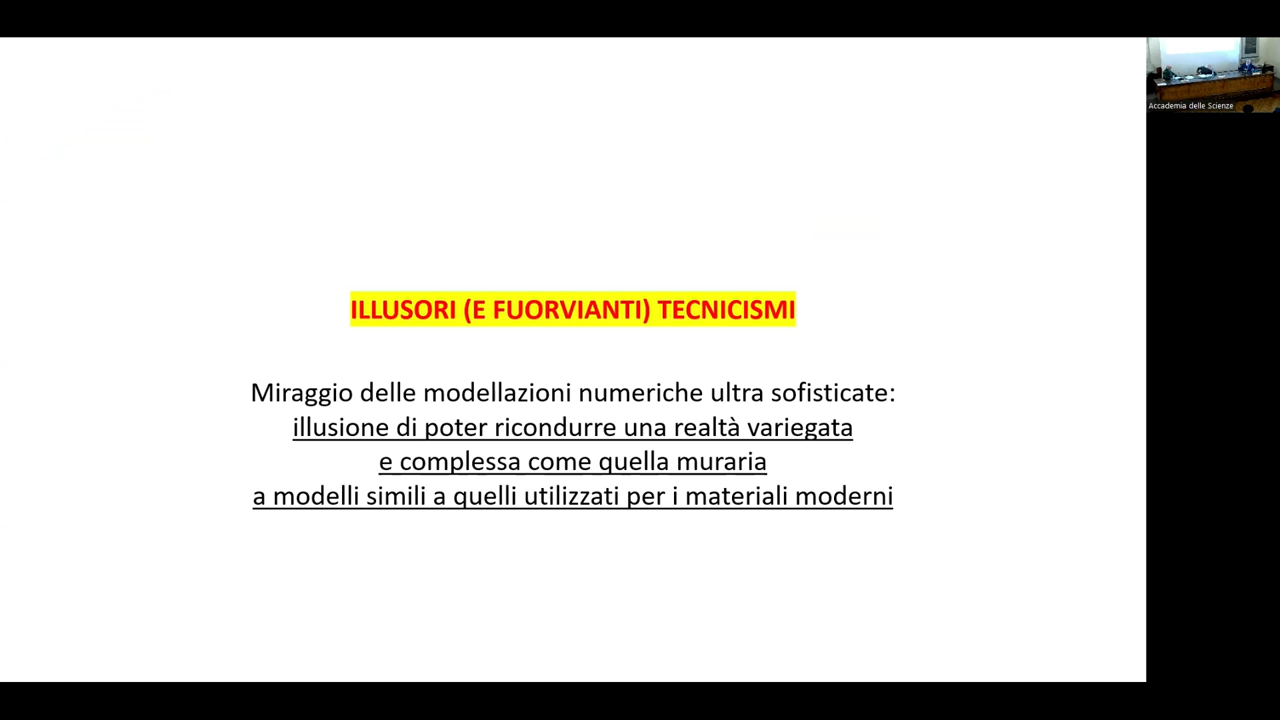 ILLUSORI (E FUORVIANTI) TECNICISMI
Miraggio delle modellazioni numeriche ultra sofisticate:
illusione di poter ricondurre una realtà variegata
e complessa come quella muraria
a modelli simili a quelli utilizzati per i materiali moderni
Accademia delle Scienze